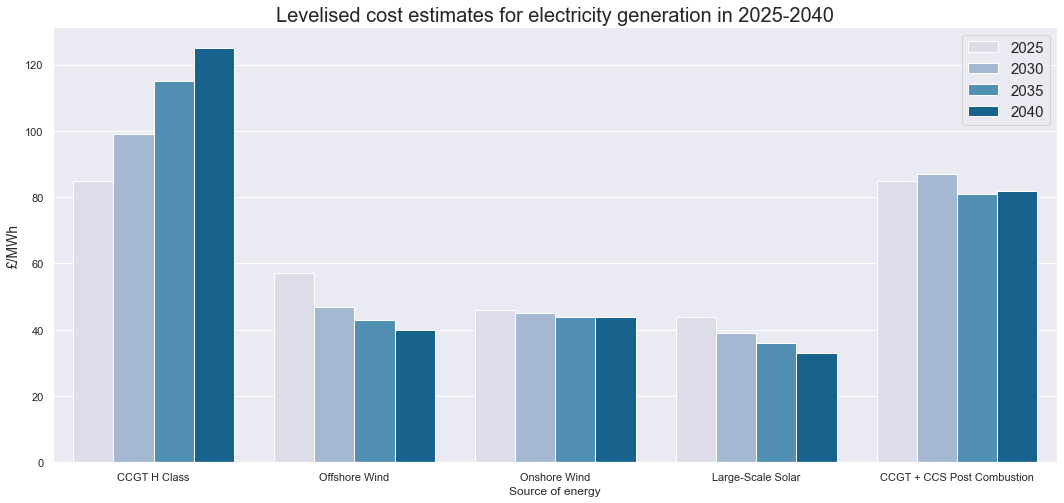 Levelised cost estimates for electricity generation in 2025-2040
2025
2030
2035
2040
£/MWh
120
100
80
60
40
20
0
CCGT H Class
Offshore Wind
Onshore Wind
Large-Scale Solar
CCGT + CCS Post Combustion
Source of energy